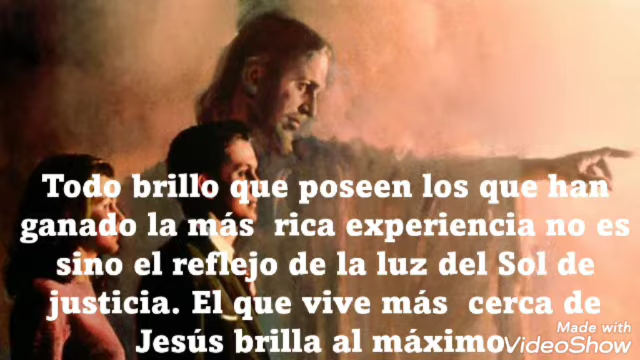 Todo brillo que poseen los que han
ganado la más rica experiencia no es
sino el reflejo de la luz del Sol de
justicia. El que vive más cerca de
Jesús brilla al máximo
Made with
VideoShow